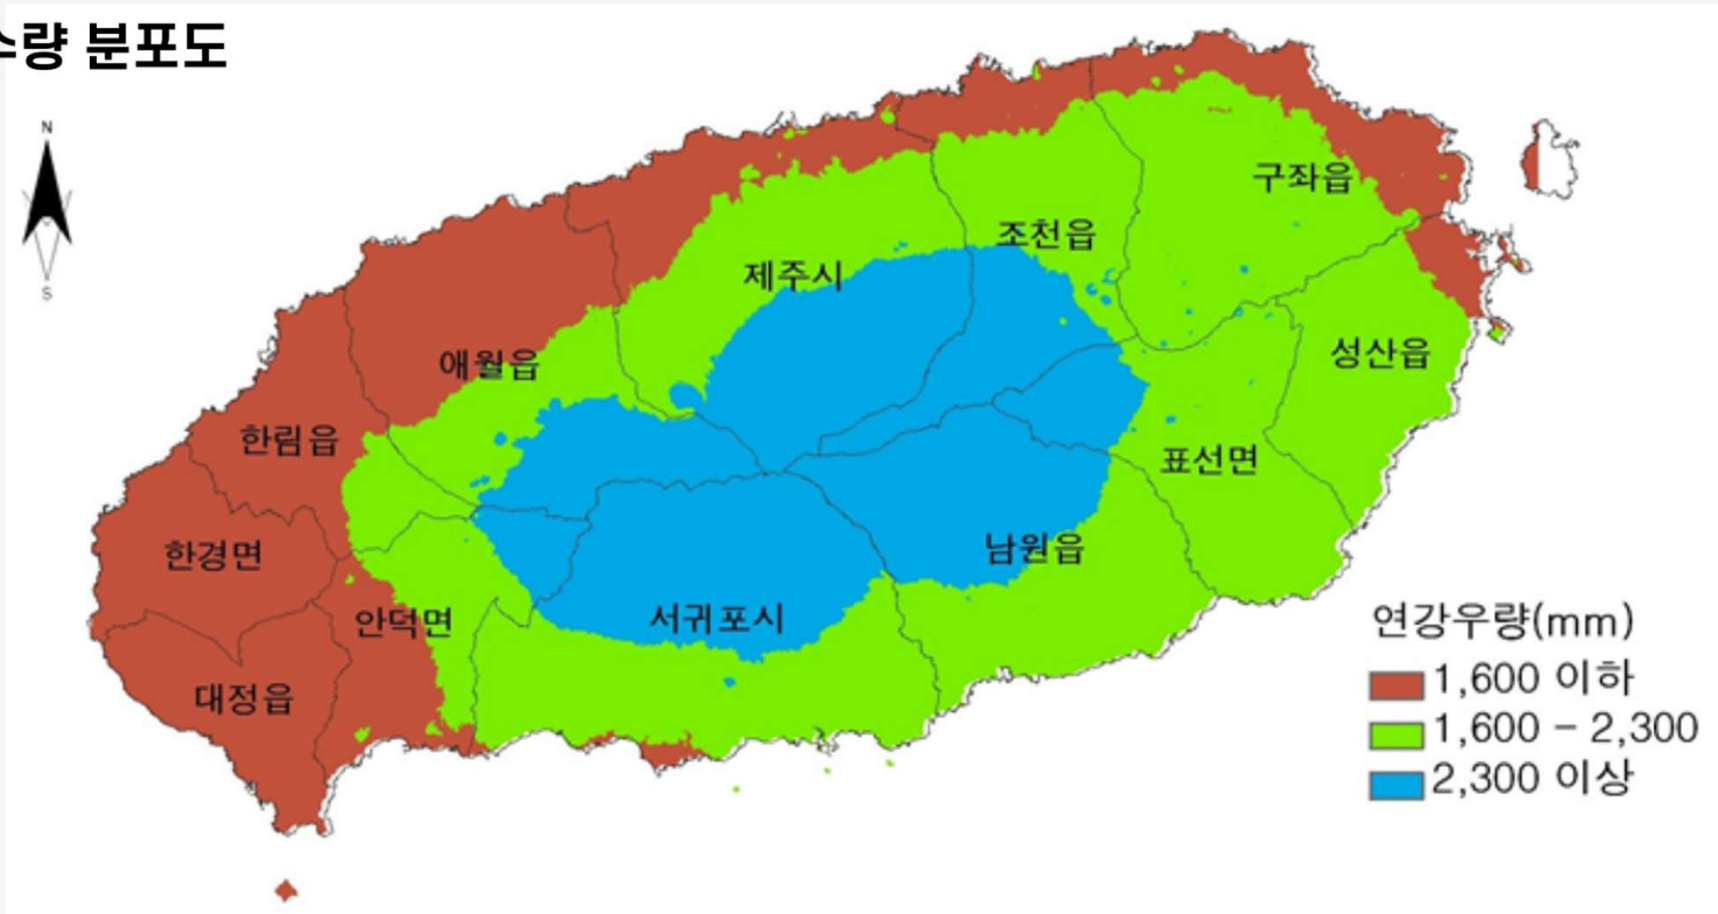 량 분포도
N
S
구좌읍
조천읍
제주시
성산읍
애월읍
한림읍
표선면
한경면
남원읍
안덕면
서귀포시
대정읍
연강우량(mm)
1,600 이하
1,600 - 2,300
2,300 이상